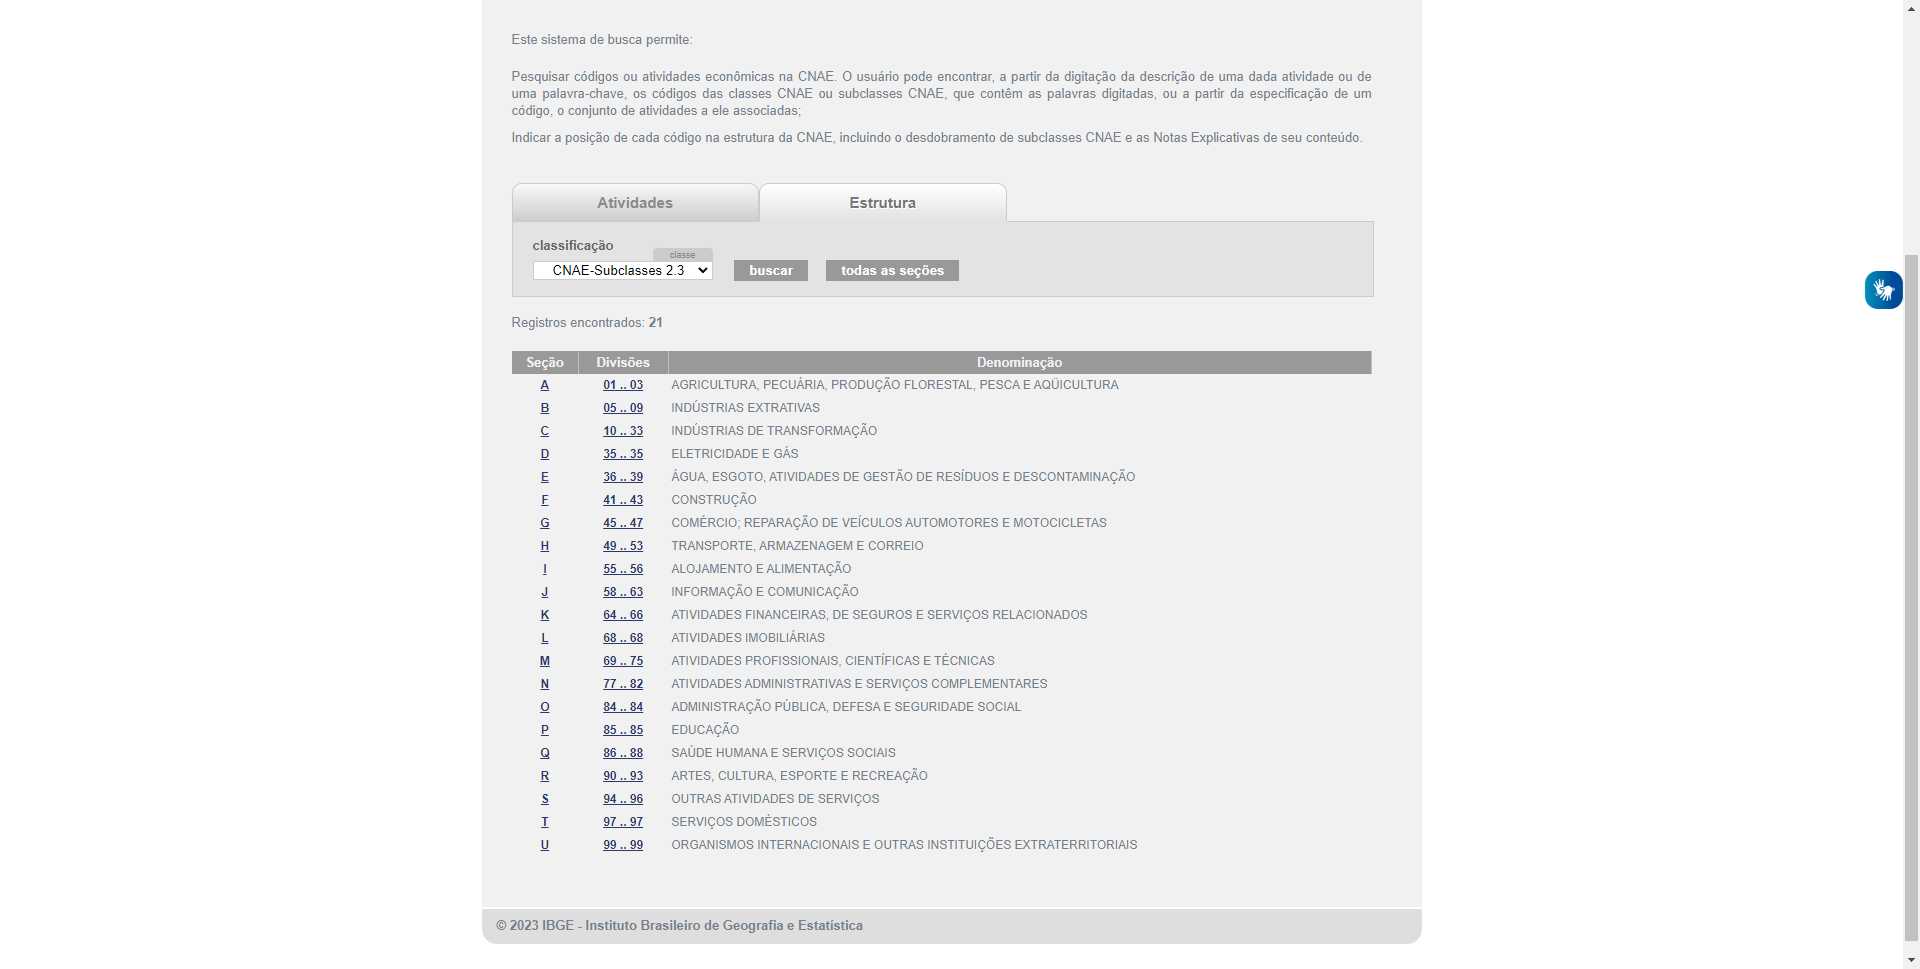 Este sistema de busca permite:
Pesquisar códigos ou atividades econômicas na CNAE. O usuário pode encontrar, a partir da digitação da descrição de uma dada atividade ou de
uma palavra-chave, os códigos das classes CNAE ou subclasses CNAE, que contêm as palavras digitadas, ou a partir da especificação de um
código, o conjunto de atividades a ele associadas;
Indicar a posição de cada código na estrutura da CNAE, incluindo o desdobramento de subclasses CNAE e as Notas Explicativas de seu conteúdo.
Atividades Estrutura
classificação
classe
CNAE-Subclasses 2.3 buscar todas as seções
Registros encontrados: 21
Seção Divisões Denominação
A 01 .. 03 AGRICULTURA, PECUÁRIA, PRODUÇÃO FLORESTAL, PESCA E AQÜICULTURA
B 05 .. 09 INDÚSTRIAS EXTRATIVAS
C 10 .. 33 INDÚSTRIAS DE TRANSFORMAÇÃO
D 35 .. 35 ELETRICIDADE E GÁS
E 36 .. 39 ÁGUA, ESGOTO, ATIVIDADES DE GESTÃO DE RESÍDUOS E DESCONTAMINAÇÃO
F 41 .. 43 CONSTRUÇÃO
G 45 .. 47 COMÉRCIO; REPARAÇÃO DE VEÍCULOS AUTOMOTORES E MOTOCICLETAS
H 49 .. 53 TRANSPORTE, ARMAZENAGEM E CORREIO
I 55 .. 56 ALOJAMENTO E ALIMENTAÇÃO
J 58 .. 63 INFORMAÇÃO E COMUNICAÇÃO
K 64 .. 66 ATIVIDADES FINANCEIRAS, DE SEGUROS E SERVIÇOS RELACIONADOS
L 68 .. 68 ATIVIDADES IMOBILIÁRIAS
M 69 .. 75 ATIVIDADES PROFISSIONAIS, CIENTÍFICAS E TÉCNICAS
N 77 .. 82 ATIVIDADES ADMINISTRATIVAS E SERVIÇOS COMPLEMENTARES
O 84 .. 84 ADMINISTRAÇÃO PÚBLICA, DEFESA E SEGURIDADE SOCIAL
P 85 .. 85 EDUCAÇÃO
Q 86 .. 88 SAÚDE HUMANA E SERVIÇOS SOCIAIS
R 90 .. 93 ARTES, CULTURA, ESPORTE E RECREAÇÃO
S 94 .. 96 OUTRAS ATIVIDADES DE SERVIÇOS
T 97 .. 97 SERVIÇOS DOMÉSTICOS
U 99 .. 99 ORGANISMOS INTERNACIONAIS E OUTRAS INSTITUIÇÕES EXTRATERRITORIAIS
© 2023 IBGE - Instituto Brasileiro de Geografia e Estatística